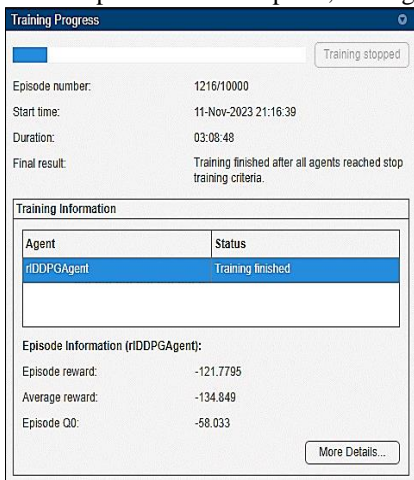 Training Progress
Training stopped
Episode number: 1216/10000
Start time: 11-Nov-2023 21:16:39
Duration: 03:08:48
Final result: Training finished after all agents reached stop
training criteria.
Training Information
Agent Status
rlDDPGAgent Training finished
Episode Information (rlDDPGAgent):
Episode reward: -121.7795
Average reward: -134.849
Episode Q0: -58.033
More Details...